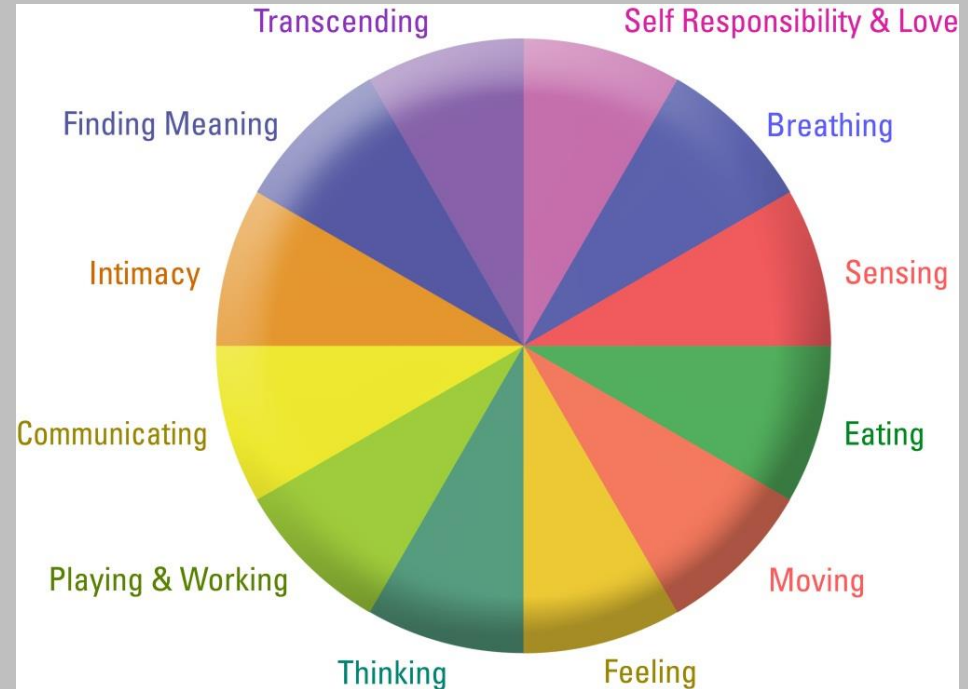 Transcending
Self Responsibility & Love
Finding Meaning
Breathing
Intimacy
Sensing
Communicating
Eating
Playing & Working
Moving
Thinking
Feeling